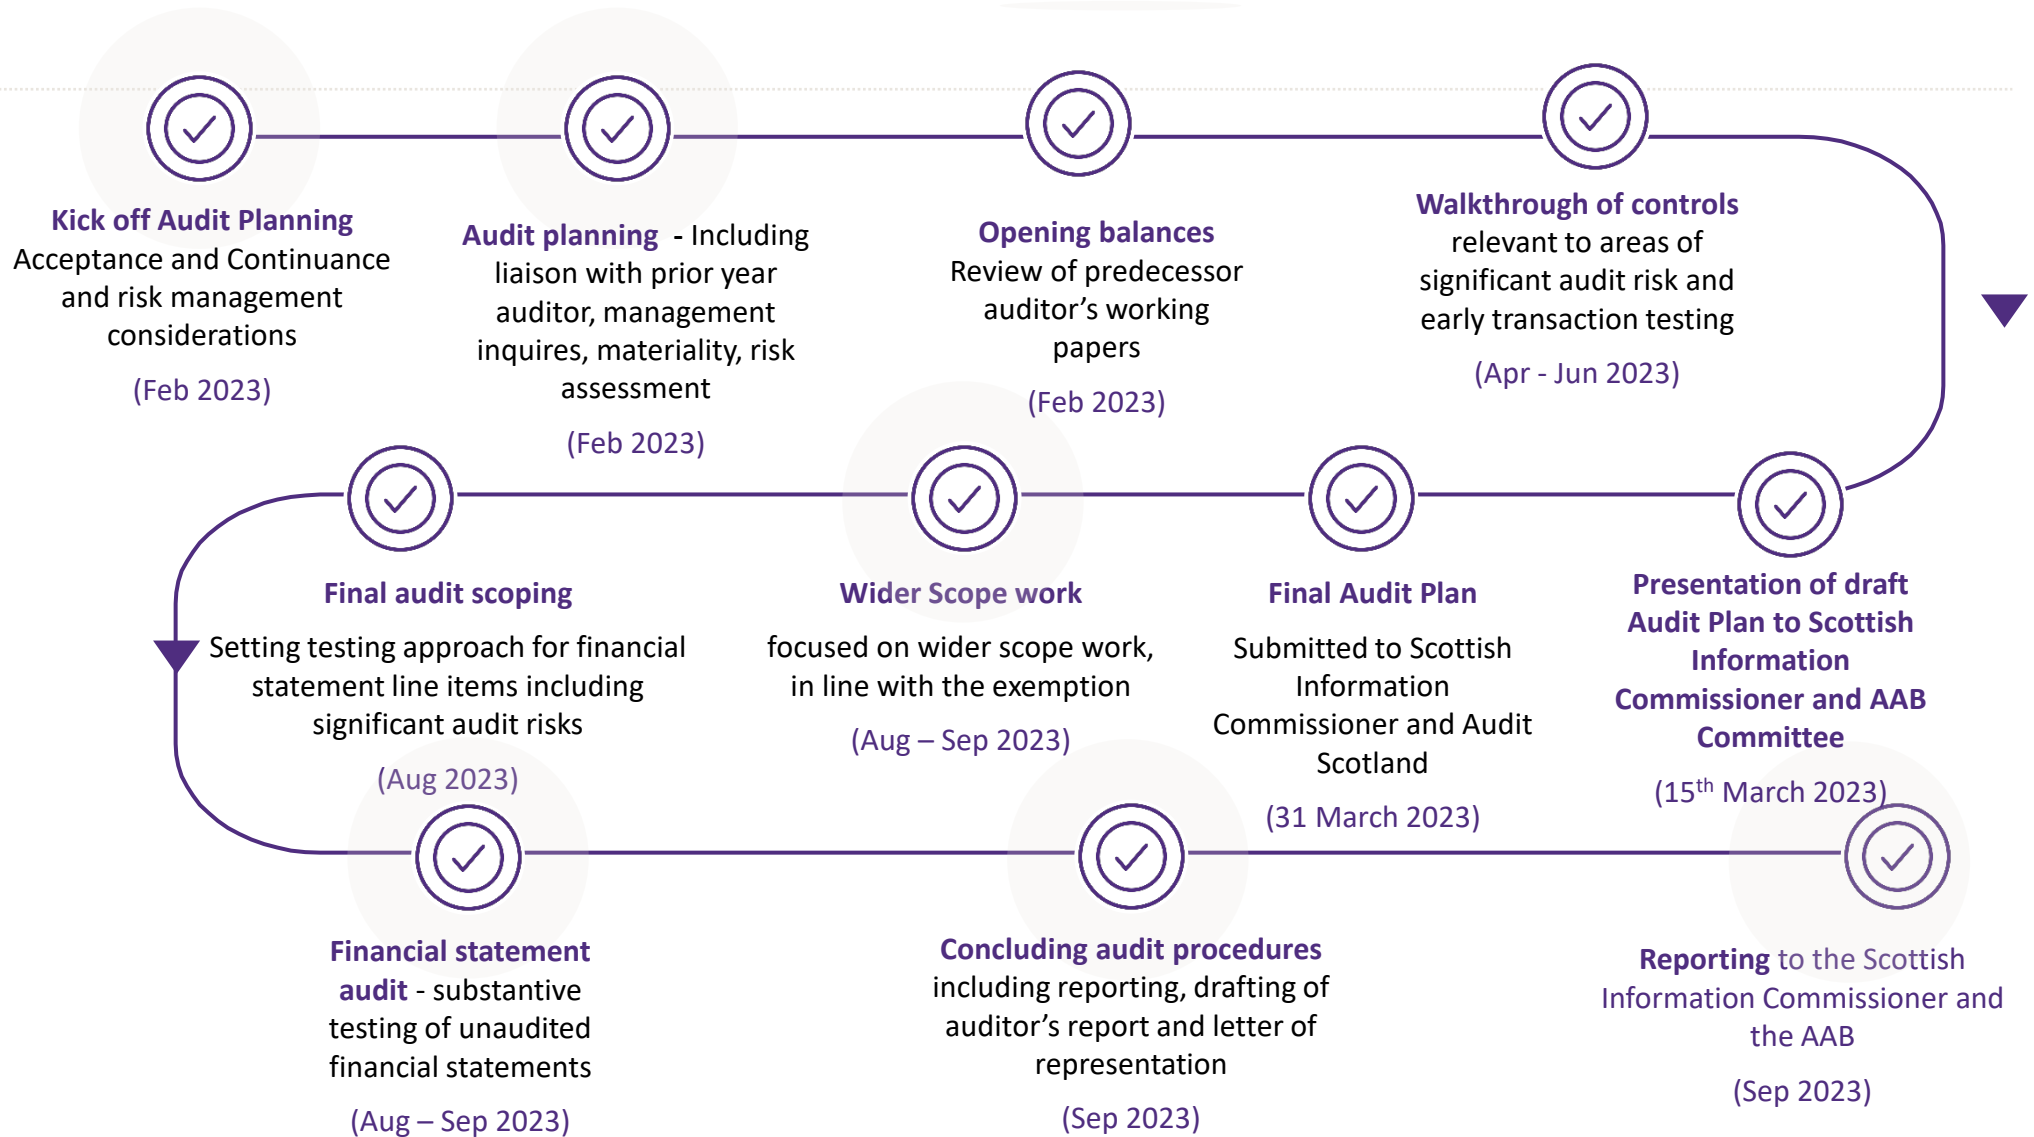 Kick off Audit Planning
Acceptance and Continuance
and risk management
considerations
(Feb 2023)
Audit planning - Including
liaison with prior year
auditor, management
inquires, materiality, risk
assessment
(Feb 2023)
Opening balances
Review of predecessor
auditor’s working
papers
(Feb 2023)
Walkthrough of controls
relevant to areas of
significant audit risk and
early transaction testing
(Apr - Jun 2023)
Final audit scoping
Setting testing approach for financial
statement line items including
significant audit risks
(Aug 2023)
Wider Scope work
focused on wider scope work,
in line with the exemption
(Aug – Sep 2023)
Final Audit Plan
Submitted to Scottish
Information
Commissioner and Audit
Scotland
(31 March 2023)
Presentation of draft
Audit Plan to Scottish
Information
Commissioner and AAB
Committee
(15th March 2023)
Financial statement
audit - substantive
testing of unaudited
financial statements
(Aug – Sep 2023)
Concluding audit procedures
including reporting, drafting of
auditor’s report and letter of
representation
(Sep 2023)
Reporting to the Scottish
Information Commissioner and
the AAB
(Sep 2023)